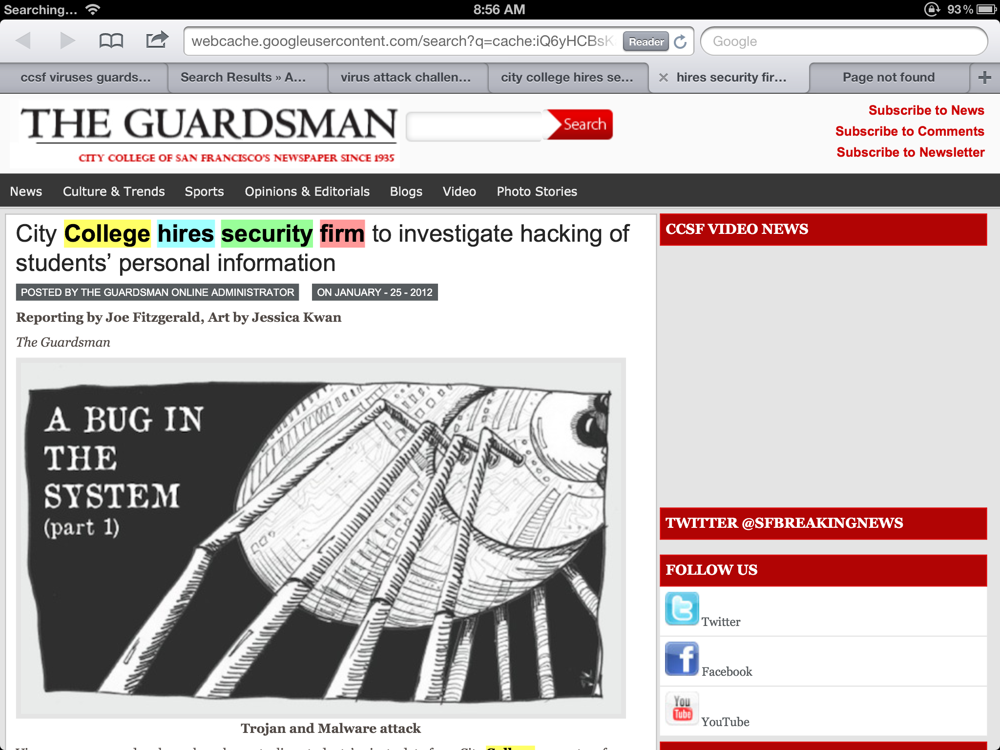 Searching... 8:56 AM 93%
webcache.googleusercontent.com/search?q=cache:iQ6yHCBsK Reader Google
ccsf viruses guards... Search Results » A... virus attack challen... city college hires se... hires security fir... Page not found
THE GUARDSMAN
CITY COLLEGE OF SAN FRANCISCO'S NEWSPAPER SINCE 1935
Search
Subscribe to News
Subscribe to Comments
Subscribe to Newsletter
News Culture & Trends Sports Opinions & Editorials Blogs Video Photo Stories
City College hires security firm to investigate hacking of
students’ personal information
POSTED BY THE GUARDSMAN ONLINE ADMINISTRATOR ON JANUARY - 25 - 2012
Reporting by Joe Fitzgerald, Art by Jessica Kwan
The Guardsman
A BUG IN
THE
SYSTEM
(part 1)
Trojan and Malware attack
CCSF VIDEO NEWS
TWITTER @SFBREAKINGNEWS
FOLLOW US
Twitter
Facebook
You
Tube
YouTube